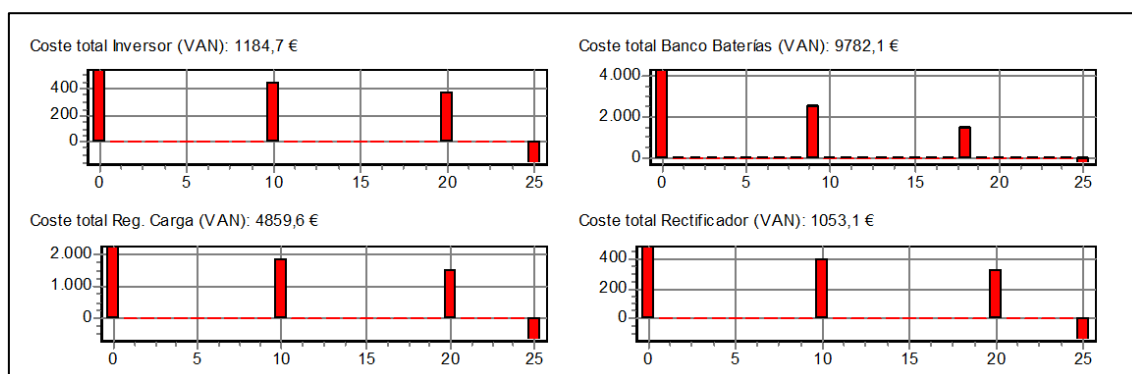 Coste total Inversor (VAN): 1184,7 €
400
200
0
0 5 10 15 20 25
Coste total Banco Baterías (VAN): 9782,1 €
4.000
2.000
0
0 5 10 15 20 25
Coste total Reg. Carga (VAN): 4859,6 €
2.000
1.000
0
0 5 10 15 20 25
Coste total Rectificador (VAN): 1053,1 €
400
200
0
0 5 10 15 20 25